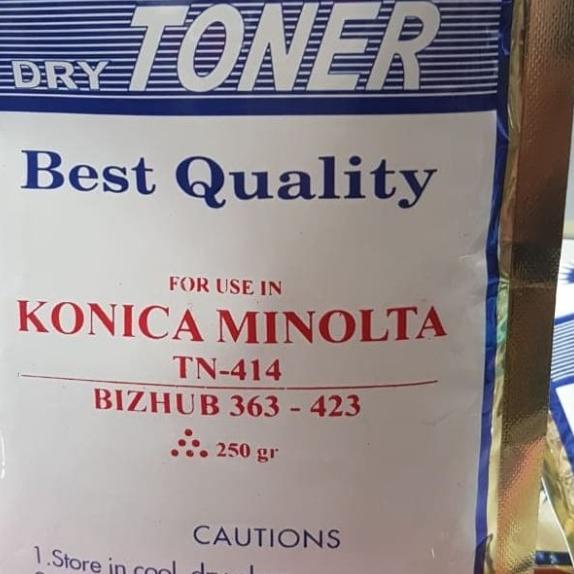 DRY TONER
Best Quality
FOR USE IN
KONICA MINOLTA
TN-414
BIZHUB 363 - 423
250 gr
CAUTIONS
1.Store in cool,